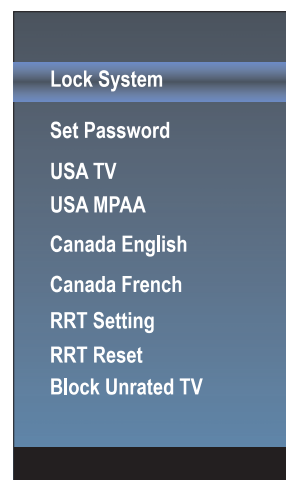 Lock System
Set Password
USA TV
USA MPAA
Canada English
Canada French
RRT Setting
RRT Reset
Block Unrated TV